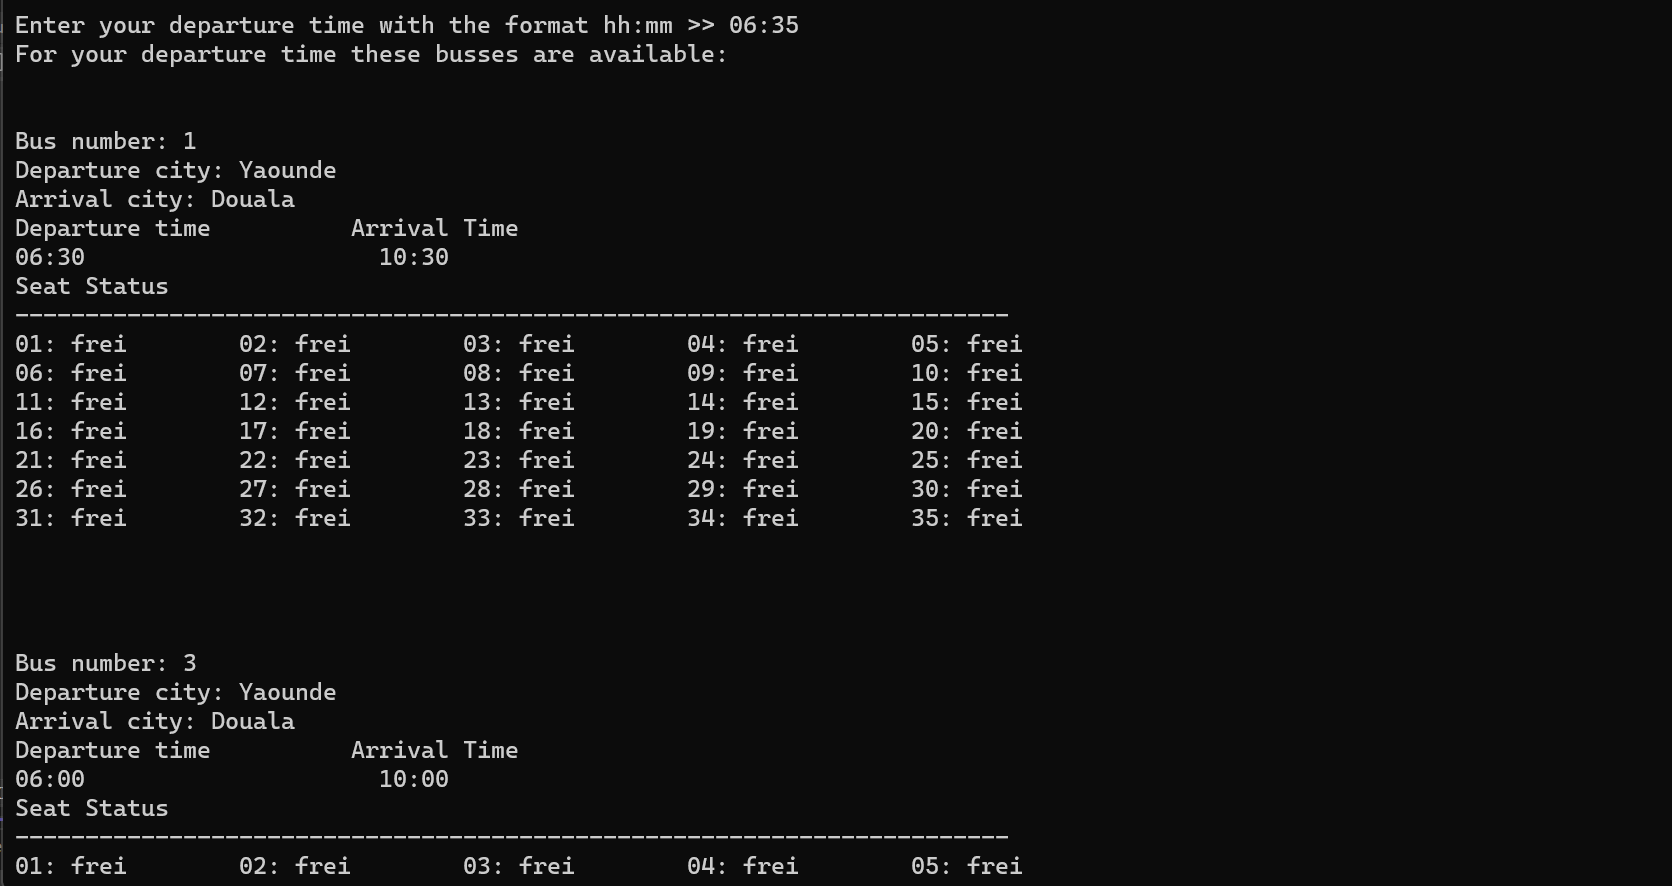 Enter your departure time with the format hh:mm >> 06:35
For your departure time these busses are available:
Bus number: 1
Departure city: Yaounde
Arrival city: Douala
Departure time          Arrival Time
06:30                     10:30
Seat Status
-----------------------------------------------------------------------
01: frei        02: frei        03: frei        04: frei        05: frei
06: frei        07: frei        08: frei        09: frei        10: frei
11: frei        12: frei        13: frei        14: frei        15: frei
16: frei        17: frei        18: frei        19: frei        20: frei
21: frei        22: frei        23: frei        24: frei        25: frei
26: frei        27: frei        28: frei        29: frei        30: frei
31: frei        32: frei        33: frei        34: frei        35: frei
Bus number: 3
Departure city: Yaounde
Arrival city: Douala
Departure time          Arrival Time
06:00                     10:00
Seat Status
-----------------------------------------------------------------------
01: frei        02: frei        03: frei        04: frei        05: frei